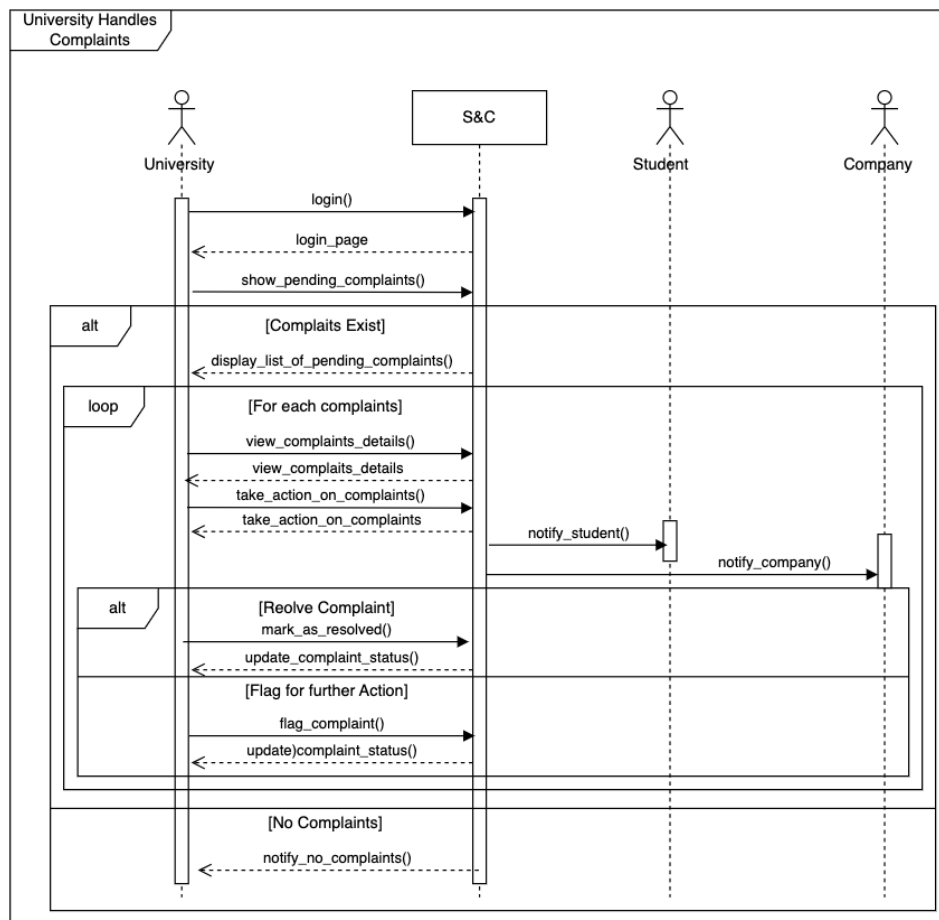 University Handles
Complaints
S&C
University
Student
Company
login()
login_page
show_pending_complaints()
alt
[Complaits Exist]
display_list_of_pending_complaints()
loop
[For each complaints]
view_complaints_details()
view_complaits_details
take_action_on_complaints()
take_action_on_complaints
notify_student()
notify_company()
alt
[Reolve Complaint]
mark_as_resolved()
update_complaint_status()
[Flag for further Action]
flag_complaint()
update)complaint_status()
[No Complaints]
notify_no_complaints()